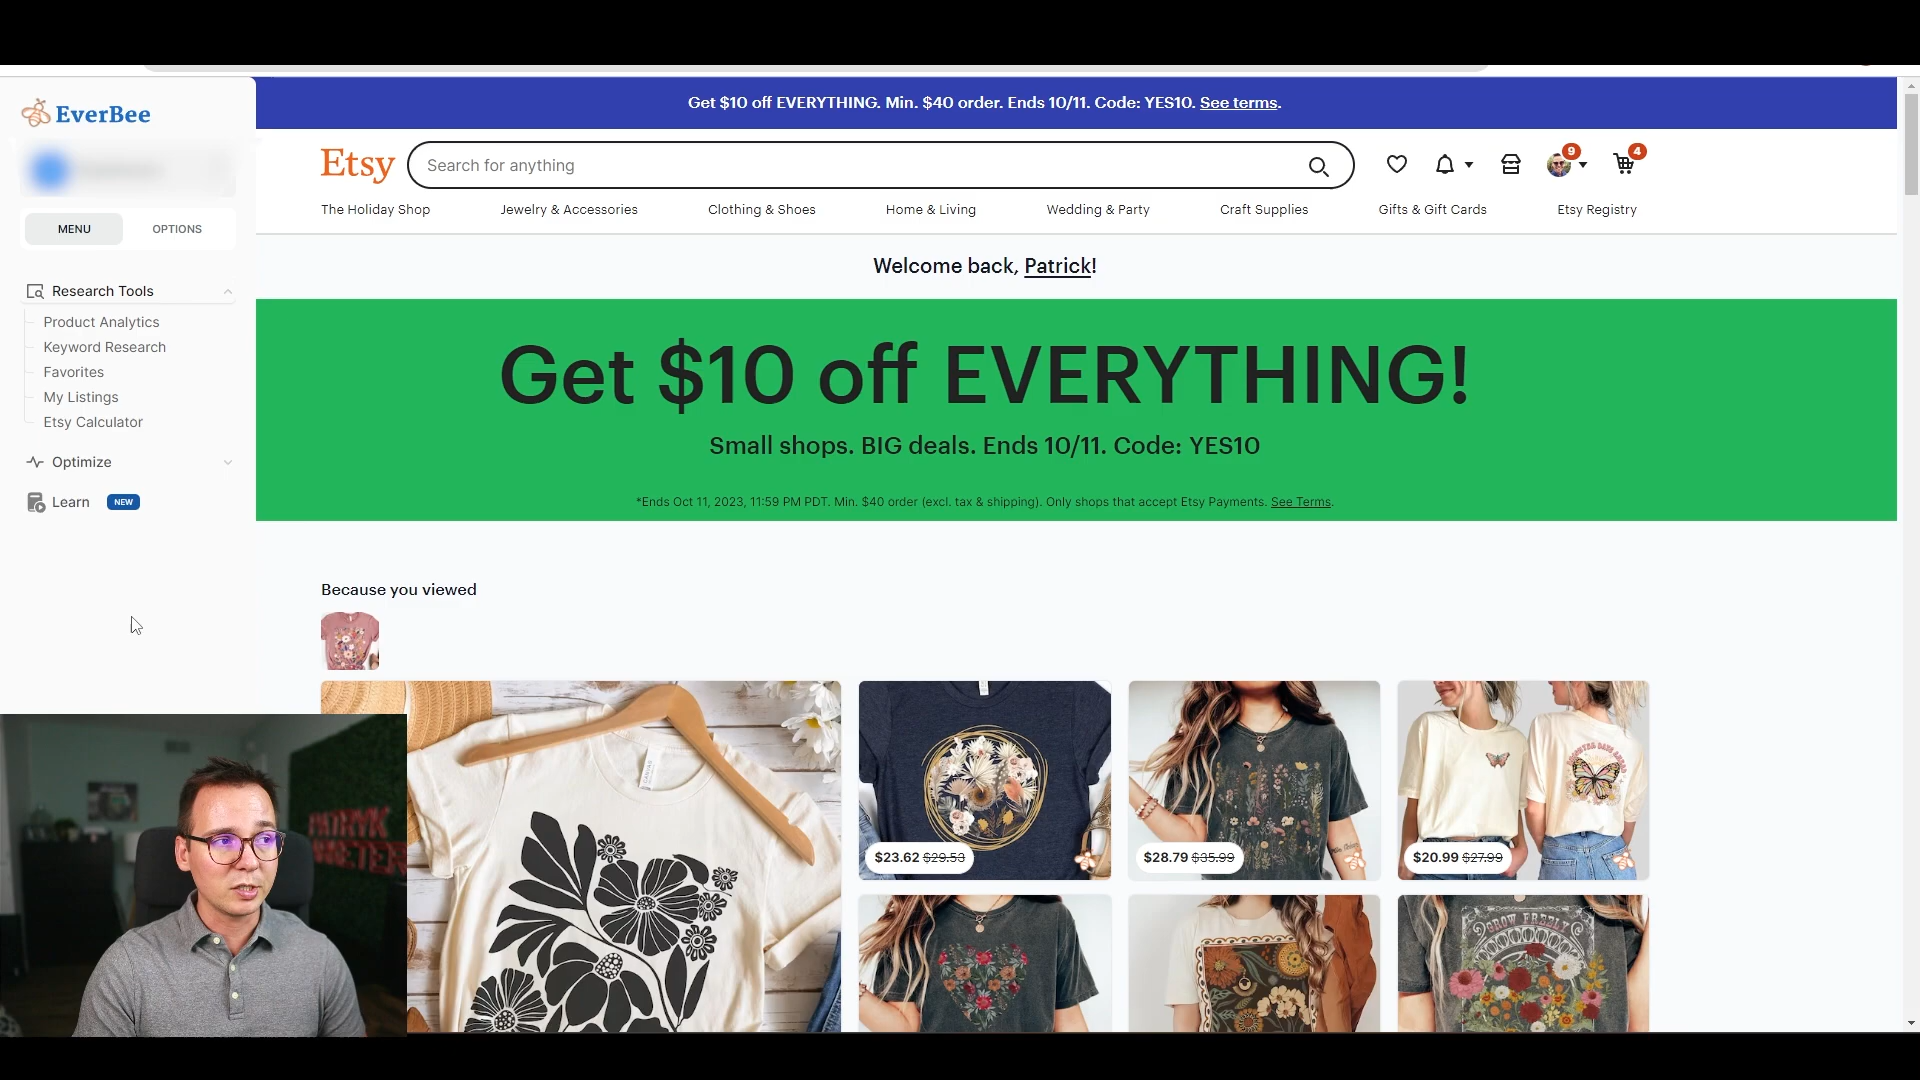 Get $10 off EVERYTHING. Min. $40 order. Ends 10/11. Code: YES10. See terms.
EverBee
Etsy
Search for anything
9
4
The Holiday Shop
Jewelry & Accessories
Clothing & Shoes
Home & Living
Wedding & Party
Craft Supplies
Gifts & Gift Cards
Etsy Registry
MENU
OPTIONS
Welcome back, Patrick!
Research Tools
Product Analytics
Keyword Research
Favorites
My Listings
Etsy Calculator
Optimize
Learn
NEW
Get $10 off EVERYTHING!
Small shops. BIG deals. Ends 10/11. Code: YES10
*Ends Oct 11, 2023, 11:59 PM PDT. Min. $40 order (excl. tax & shipping). Only shops that accept Etsy Payments. See Terms.
Because you viewed
$23.62 $29.53
$28.79 $35.99
$20.99 $27.99
GROW FREELY
PATRYK